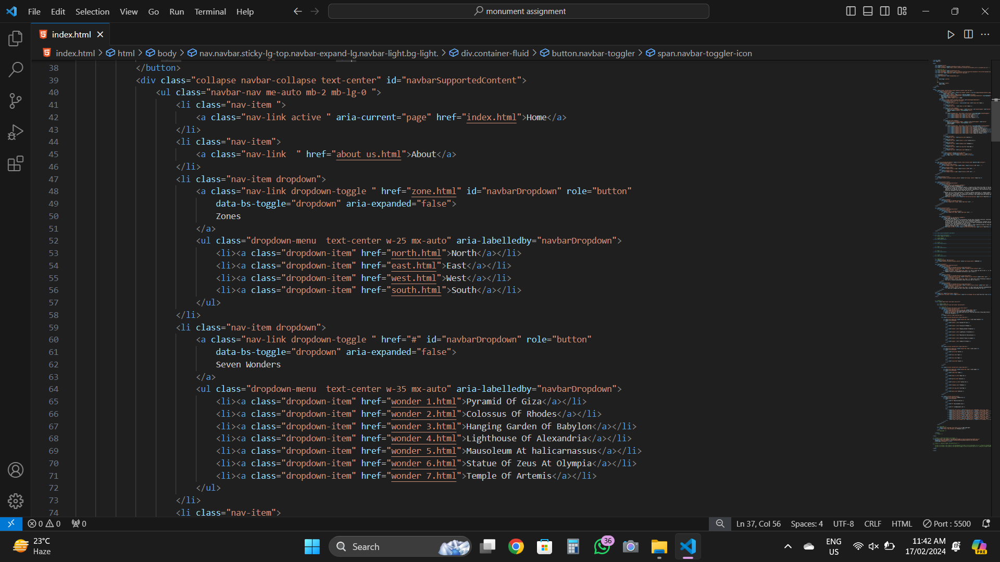 File Edit Selection View Go Run Terminal Help
monument assignment
index.html
index.html > html > body > nav.navbar.sticky-lg-top.navbar-expand-lg.navbar-light.bg-light. > div.container-fluid > button.navbar-toggler > span.navbar-toggler-icon
38 </button>
39 <div class="collapse navbar-collapse text-center" id="navbarSupportedContent">
40 <ul class="navbar-nav me-auto mb-2 mb-lg-0 ">
41 <li class="nav-item ">
42 <a class="nav-link active " aria-current="page" href="index.html">Home</a>
43 </li>
44 <li class="nav-item">
45 <a class="nav-link  " href="about us.html">About</a>
46 </li>
47 <li class="nav-item dropdown">
48 <a class="nav-link dropdown-toggle " href="zone.html" id="navbarDropdown" role="button"
49 data-bs-toggle="dropdown" aria-expanded="false">
50 Zones
51 </a>
52 <ul class="dropdown-menu  text-center w-25 mx-auto" aria-labelledby="navbarDropdown">
53 <li><a class="dropdown-item" href="north.html">North</a></li>
54 <li><a class="dropdown-item" href="east.html">East</a></li>
55 <li><a class="dropdown-item" href="west.html">West</a></li>
56 <li><a class="dropdown-item" href="south.html">South</a></li>
57 </ul>
58 </li>
59 <li class="nav-item dropdown">
60 <a class="nav-link dropdown-toggle " href="#" id="navbarDropdown" role="button"
61 data-bs-toggle="dropdown" aria-expanded="false">
62 Seven Wonders
63 </a>
64 <ul class="dropdown-menu  text-center w-35 mx-auto" aria-labelledby="navbarDropdown">
65 <li><a class="dropdown-item" href="wonder 1.html">Pyramid Of Giza</a></li>
66 <li><a class="dropdown-item" href="wonder 2.html">Colossus Of Rhodes</a></li>
67 <li><a class="dropdown-item" href="wonder 3.html">Hanging Garden Of Babylon</a></li>
68 <li><a class="dropdown-item" href="wonder 4.html">Lighthouse Of Alexandria</a></li>
69 <li><a class="dropdown-item" href="wonder 5.html">Mausoleum At halicarnassus</a></li>
70 <li><a class="dropdown-item" href="wonder 6.html">Statue Of Zeus At Olympia</a></li>
71 <li><a class="dropdown-item" href="wonder 7.html">Temple Of Artemis</a></li>
72 </ul>
73 </li>
74 <li class="nav-item">
0 0 0 Ln 37, Col 56 Spaces: 4 UTF-8 CRLF HTML Port : 5500
23°C
Haze
Search
36
PRE
ENG
US
11:42 AM
17/02/2024